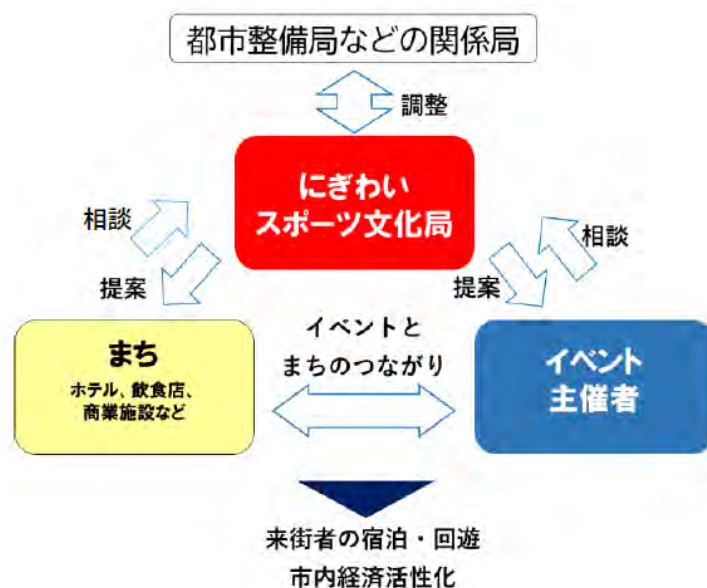 都市整備局などの関係局
調整
にぎわい
スポーツ文化局
相談
提案
相談
提案
イベントと
まちのつながり
まち
ホテル、飲食店、
商業施設など
イベント
主催者
来街者の宿泊・回遊
市内経済活性化